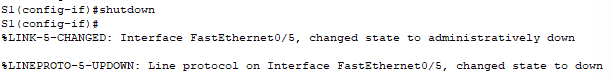 S1(config-if)#shutdown
S1(config-if)#
%LINK-5-CHANGED: Interface FastEthernet0/5, changed state to administratively down
%LINEPROTO-5-UPDOWN: Line protocol on Interface FastEthernet0/5, changed state to down